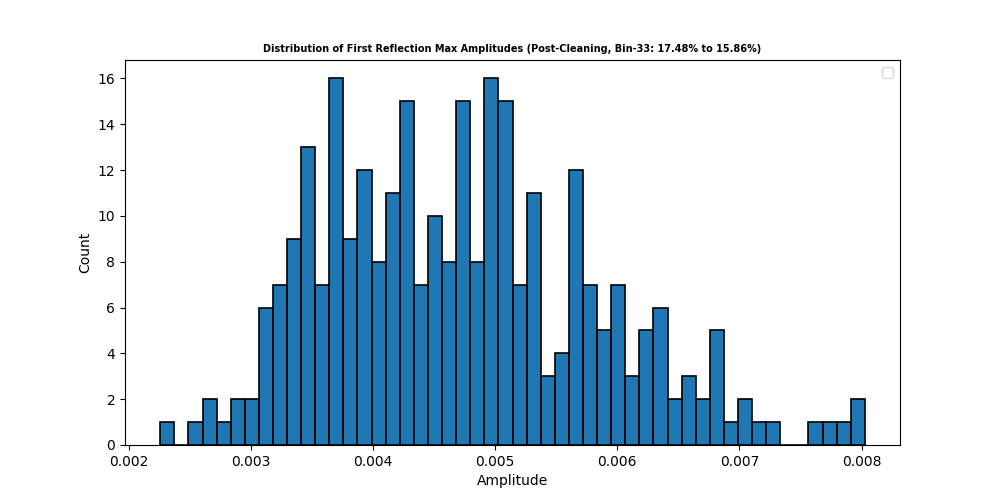 Distribution of First Reflection Max Amplitudes (Post-Cleaning, Bin-33: 17.48% to 15.86%)
16
14
12
10
8
6
4
2
0
Count
0.002 0.003 0.004 0.005 0.006 0.007 0.008
Amplitude